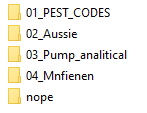 01_PEST_CODES
02_Aussie
03_Pump_analitical
04_Mnfienen
nope